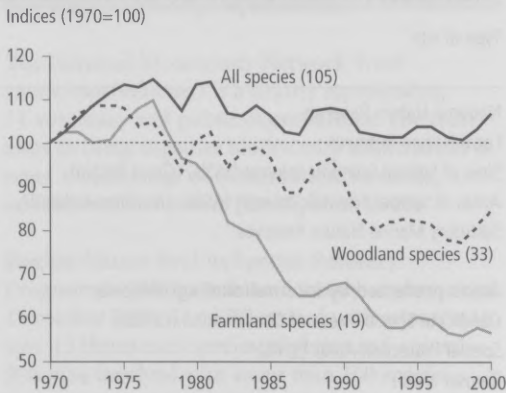 Indices (1970=100)
120
110
100
90
80
70
60
50
All species (105)
Woodland species (33)
Farmland species (19)
1970 1975 1980 1985 1990 1995 2000